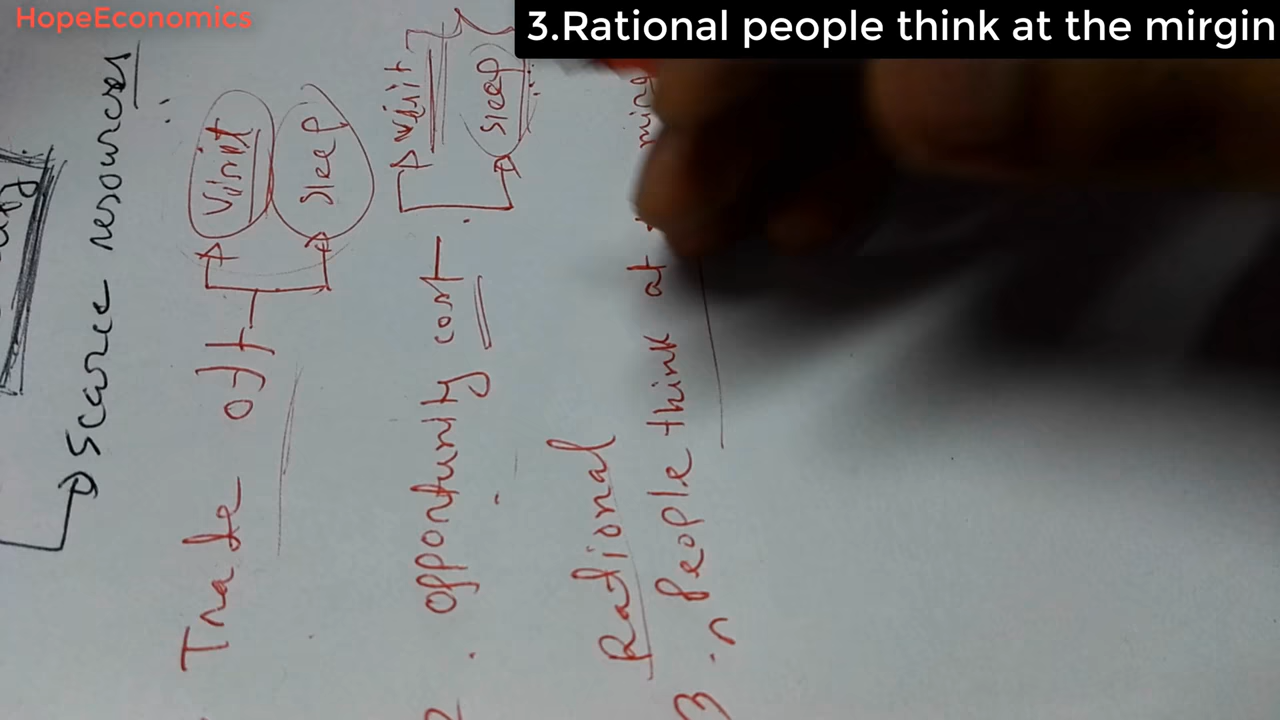 HopeEconomics
3.Rational people think at the mirgin
Scarce resources
Trade off
visit
sleep
2. opportunity cost
visit
sleep
Rational
3. People think at